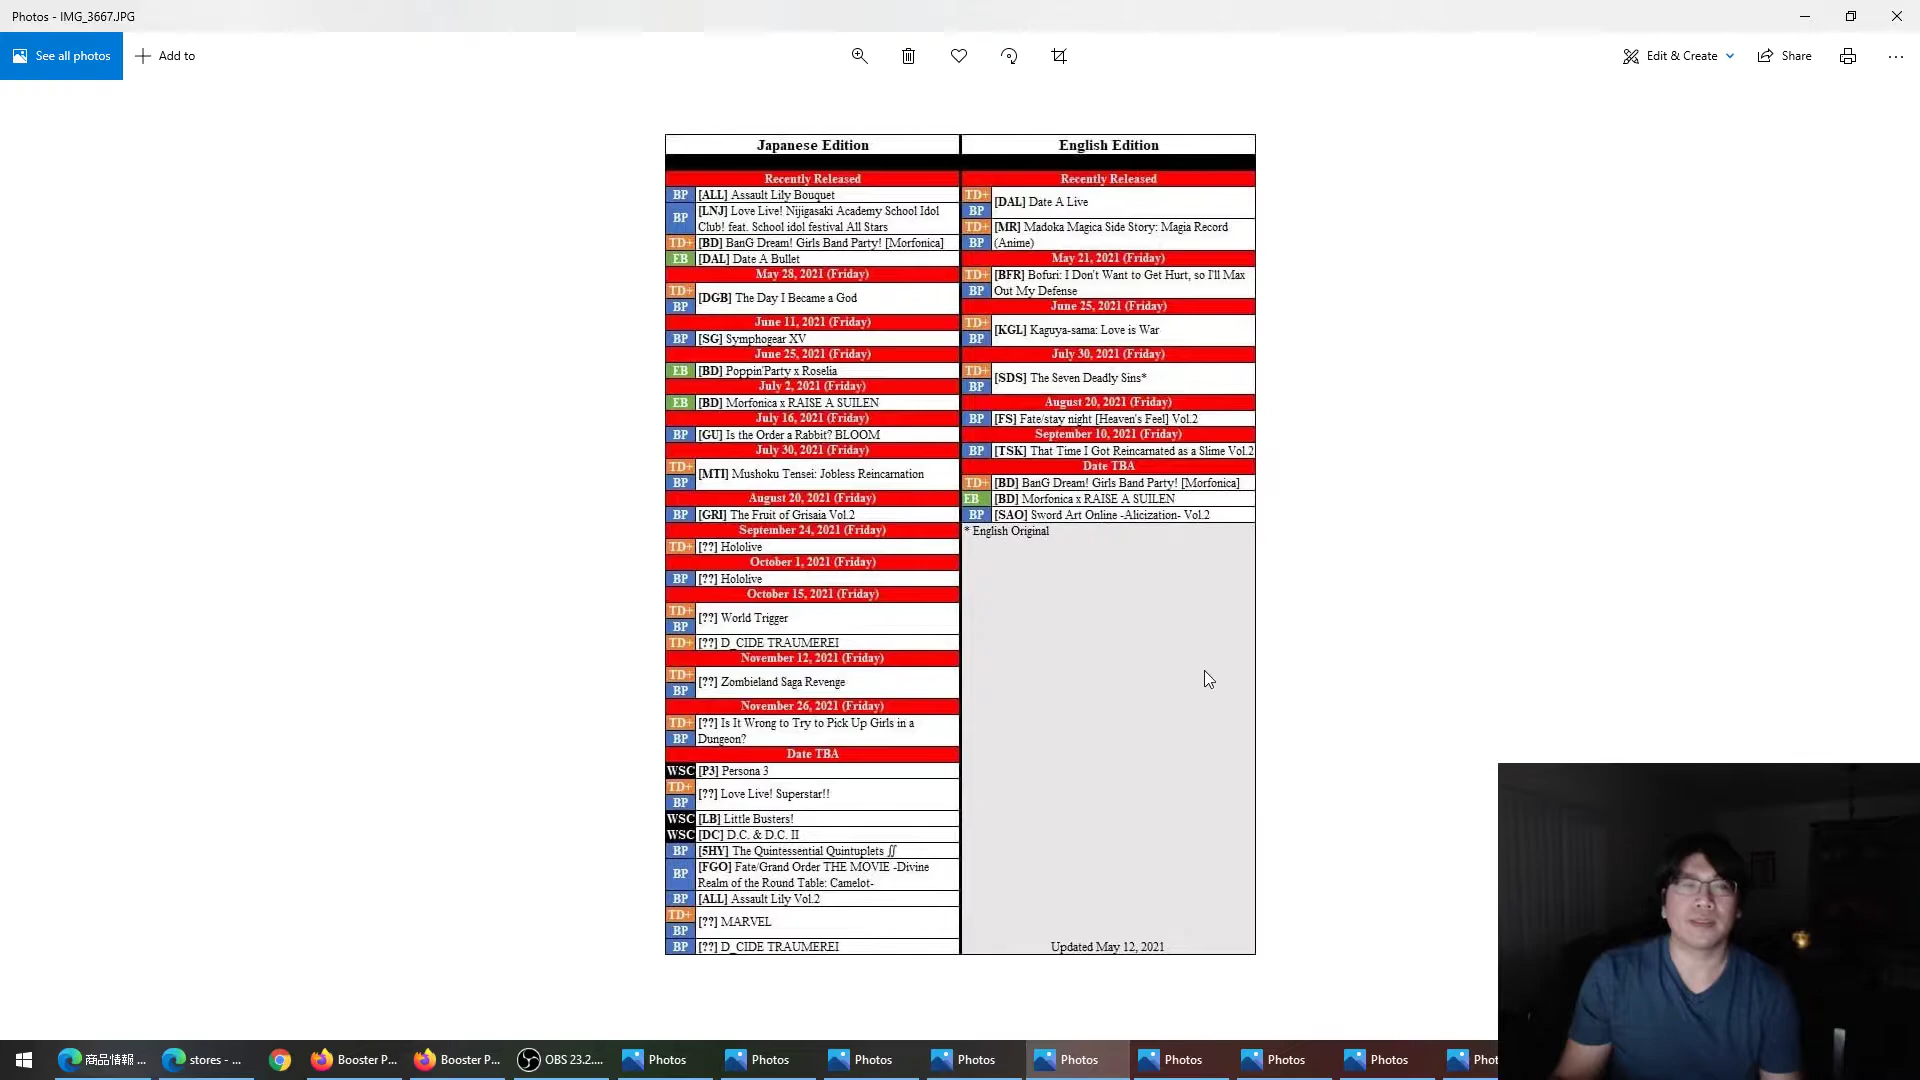 Photos - IMG_3667.JPG
See all photos
Add to
Edit & Create
Share
Japanese Edition
Recently Released
BP [ALL] Assault Lily Bouquet
BP [LNJ] Love Live! Nijigasaki Academy School Idol
Club! feat. School idol festival All Stars
TD+ [BD] BanG Dream! Girls Band Party! [Morfonica]
EB [DAL] Date A Bullet
May 28, 2021 (Friday)
TD+
BP
[DGB] The Day I Became a God
June 11, 2021 (Friday)
BP [SG] Symphogear XV
June 25, 2021 (Friday)
EB [BD] Poppin'Party x Roselia
July 2, 2021 (Friday)
EB [BD] Morfonica x RAISE A SUILEN
July 16, 2021 (Friday)
BP [GU] Is the Order a Rabbit? BLOOM
July 30, 2021 (Friday)
TD+
BP
[MTI] Mushoku Tensei: Jobless Reincarnation
August 20, 2021 (Friday)
BP [GRI] The Fruit of Grisaia Vol.2
September 24, 2021 (Friday)
TD+ [??] Hololive
October 1, 2021 (Friday)
BP [??] Hololive
October 15, 2021 (Friday)
TD+
BP
[??] World Trigger
TD+ [??] D_CIDE TRAUMEREI
November 12, 2021 (Friday)
TD+
BP
[??] Zombieland Saga Revenge
November 26, 2021 (Friday)
TD+ [??] Is It Wrong to Try to Pick Up Girls in a
BP Dungeon?
Date TBA
WSC [P3] Persona 3
TD+
BP
[??] Love Live! Superstar!!
WSC [LB] Little Busters!
WSC [DC] D.C. & D.C. II
BP [5HY] The Quintessential Quintuplets ∬
BP [FGO] Fate/Grand Order THE MOVIE -Divine
Realm of the Round Table: Camelot-
BP [ALL] Assault Lily Vol.2
TD+
BP
[??] MARVEL
BP [??] D_CIDE TRAUMEREI
English Edition
Recently Released
TD+
BP
[DAL] Date A Live
TD+ [MR] Madoka Magica Side Story: Magia Record
BP (Anime)
May 21, 2021 (Friday)
TD+ [BFR] Bofuri: I Don't Want to Get Hurt, so I'll Max
BP Out My Defense
June 25, 2021 (Friday)
TD+
BP
[KGL] Kaguya-sama: Love is War
July 30, 2021 (Friday)
TD+
BP
[SDS] The Seven Deadly Sins*
August 20, 2021 (Friday)
BP [FS] Fate/stay night [Heaven's Feel] Vol.2
September 10, 2021 (Friday)
BP [TSK] That Time I Got Reincarnated as a Slime Vol.2
Date TBA
TD+ [BD] BanG Dream! Girls Band Party! [Morfonica]
EB [BD] Morfonica x RAISE A SUILEN
BP [SAO] Sword Art Online -Alicization- Vol.2
* English Original
Updated May 12, 2021
商品情報 ...
stores - ...
Booster P...
Booster P...
OBS 23.2....
Photos
Photos
Photos
Photos
Photos
Photos
Photos
Photos
Phot